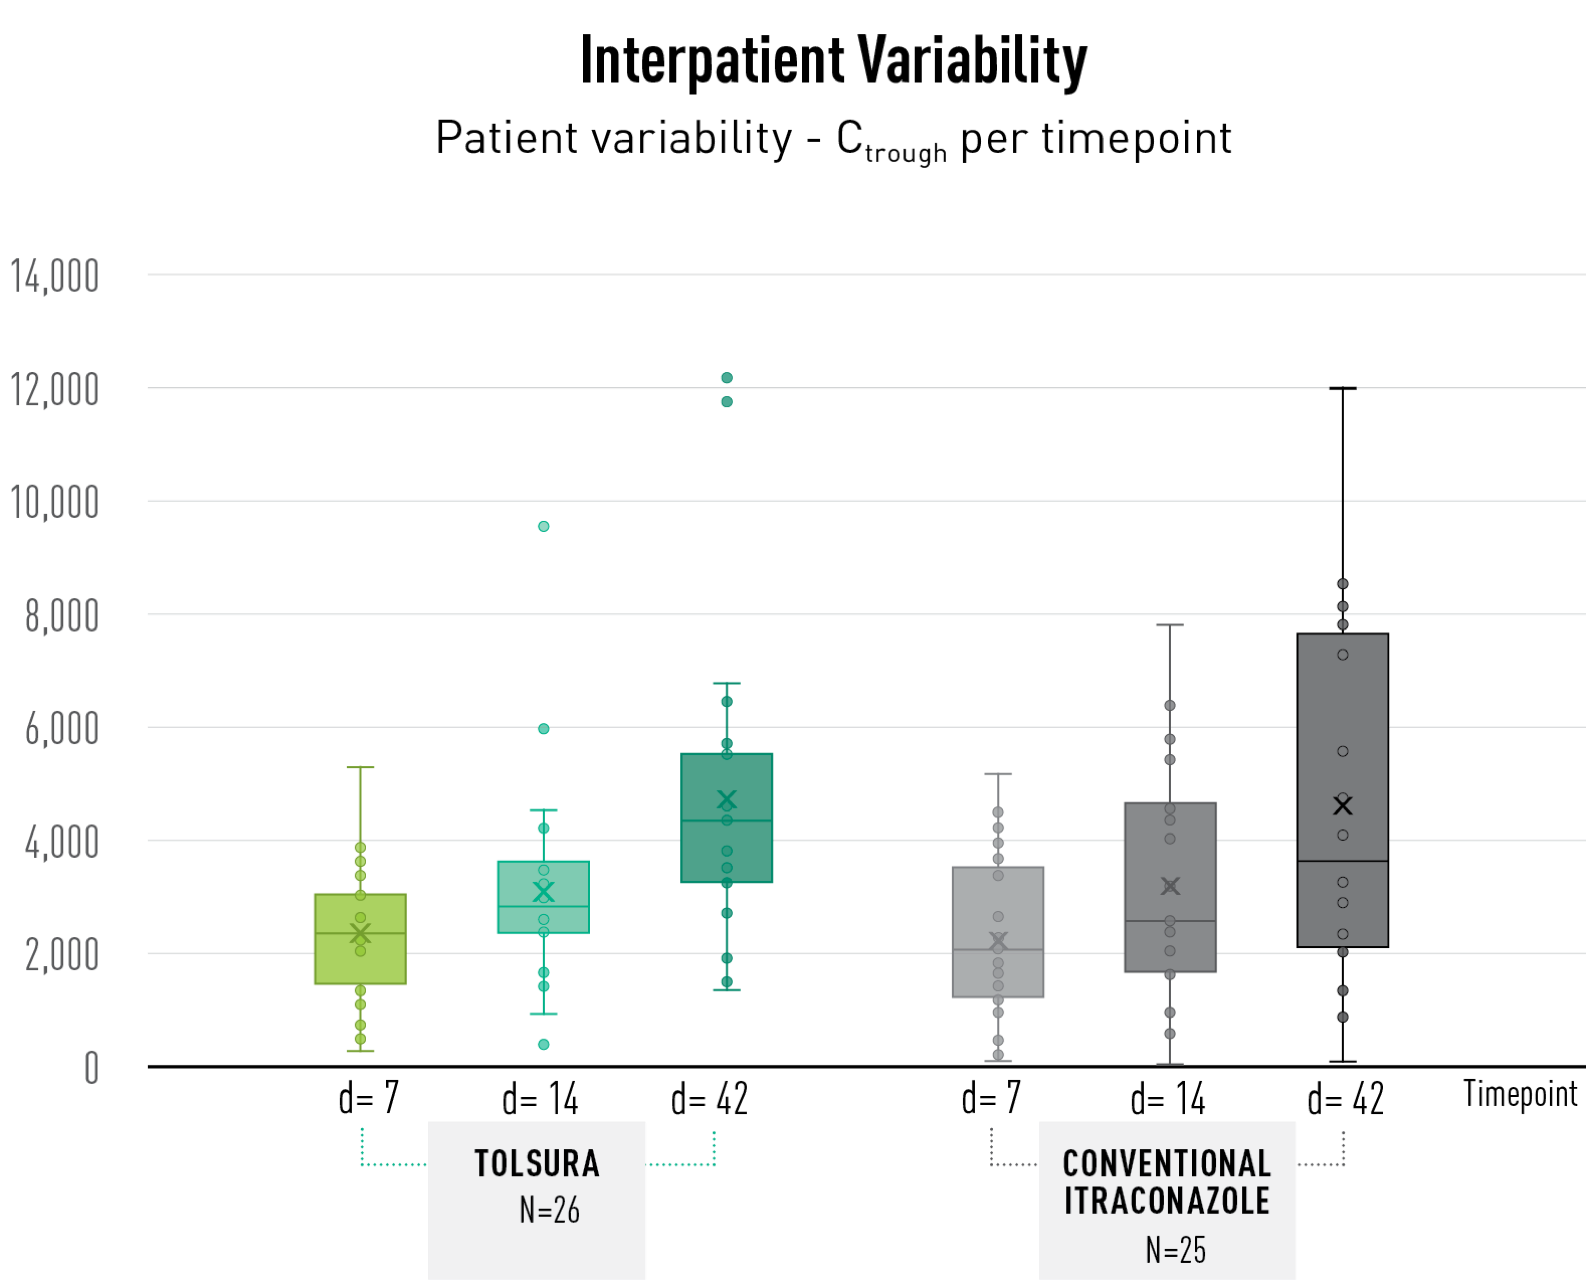 Interpatient Variability
Patient variability - Ctrough per timepoint
14,000
12,000
10,000
8,000
6,000
4,000
2,000
0
d= 7 d= 14 d= 42 d= 7 d= 14 d= 42 Timepoint
TOLSURA
N=26
CONVENTIONAL
ITRACONAZOLE
N=25